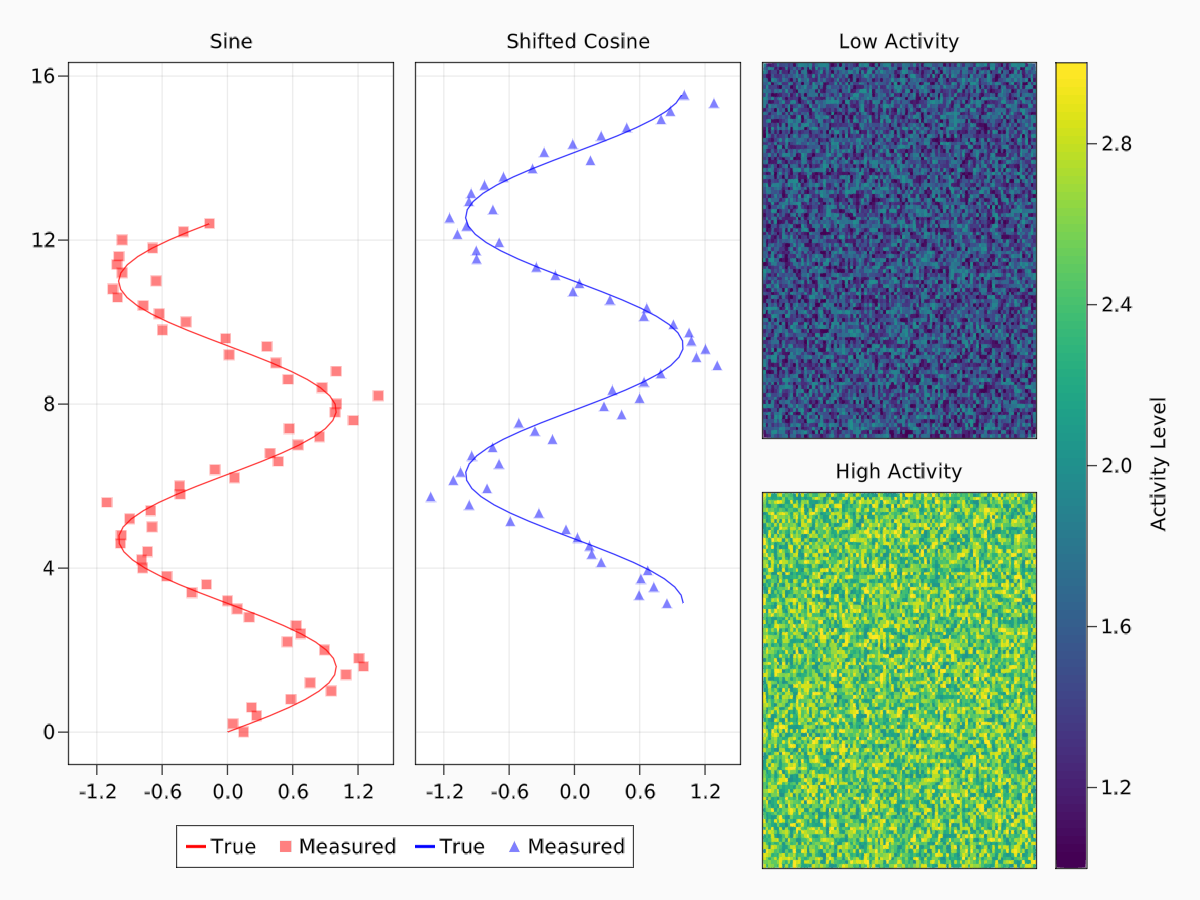 Sine
Shifted Cosine
Low Activity
16
12
8
4
0
-1.2 -0.6 0.0 0.6 1.2
-1.2 -0.6 0.0 0.6 1.2
High Activity
2.8
2.4
2.0
1.6
1.2
Activity Level
True Measured True Measured